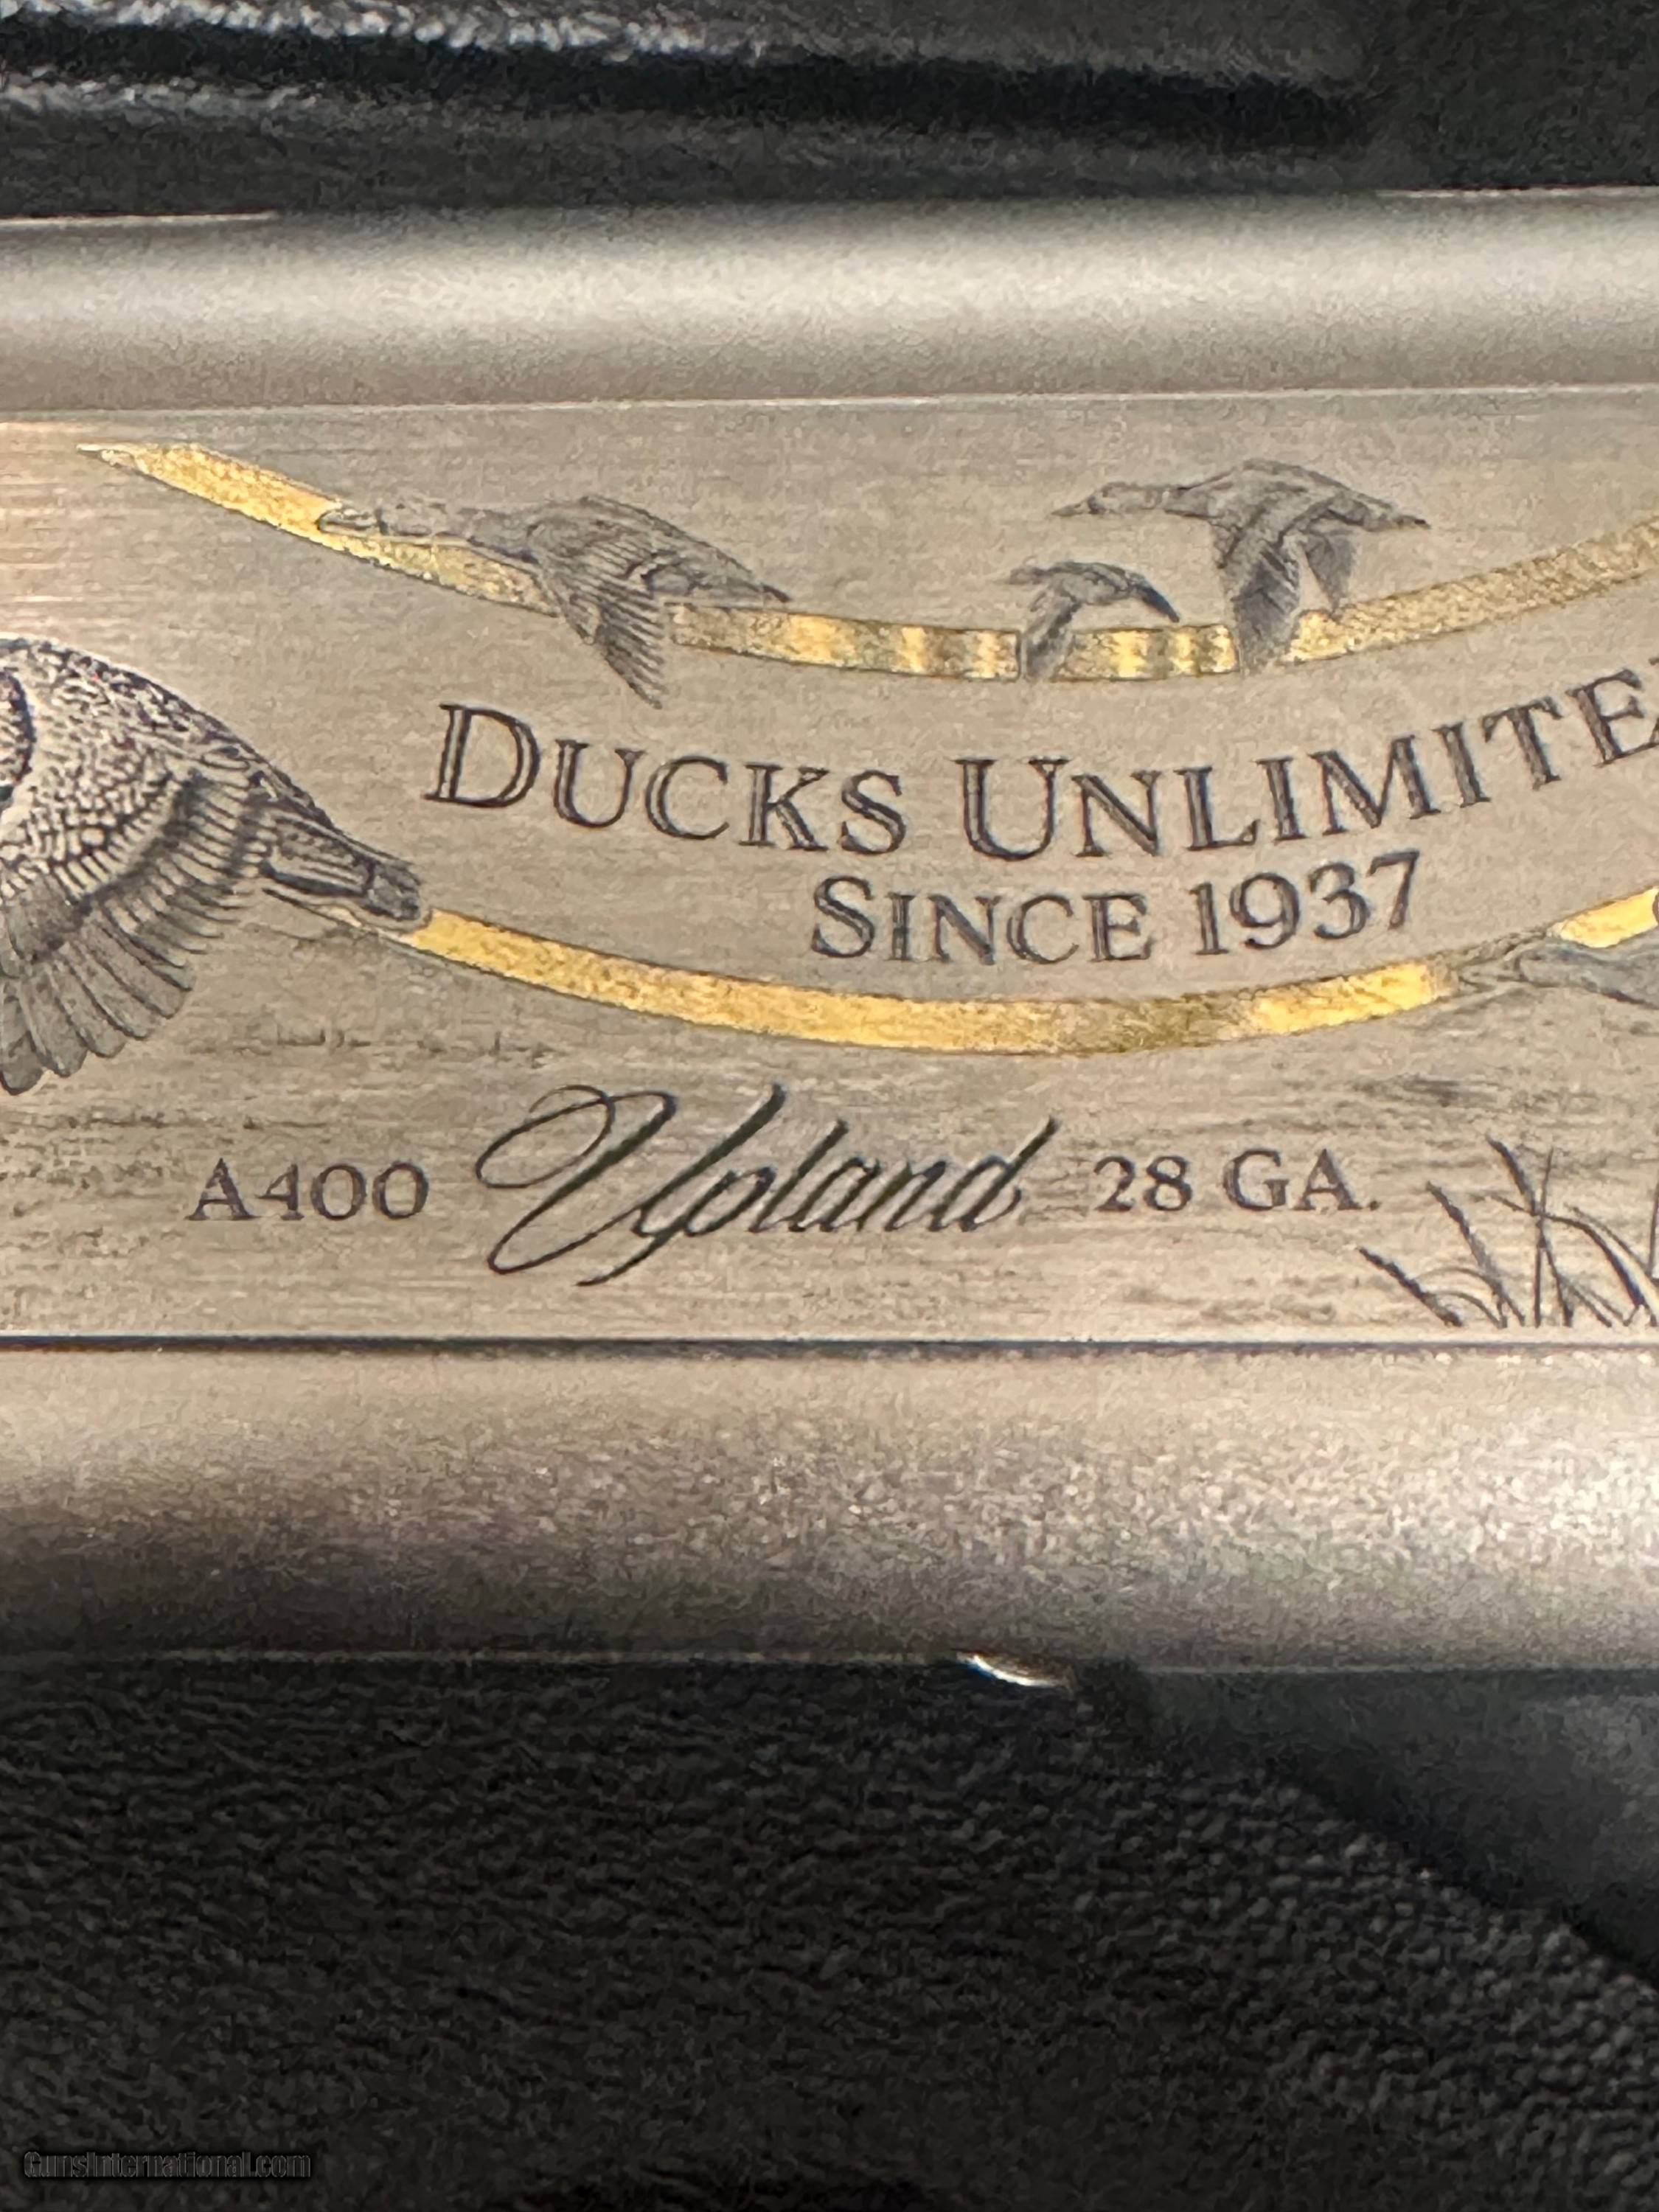 DUCKS UNLIMITE
SINCE 1937
A400 Upland 28 GA.
GunsInternational.com